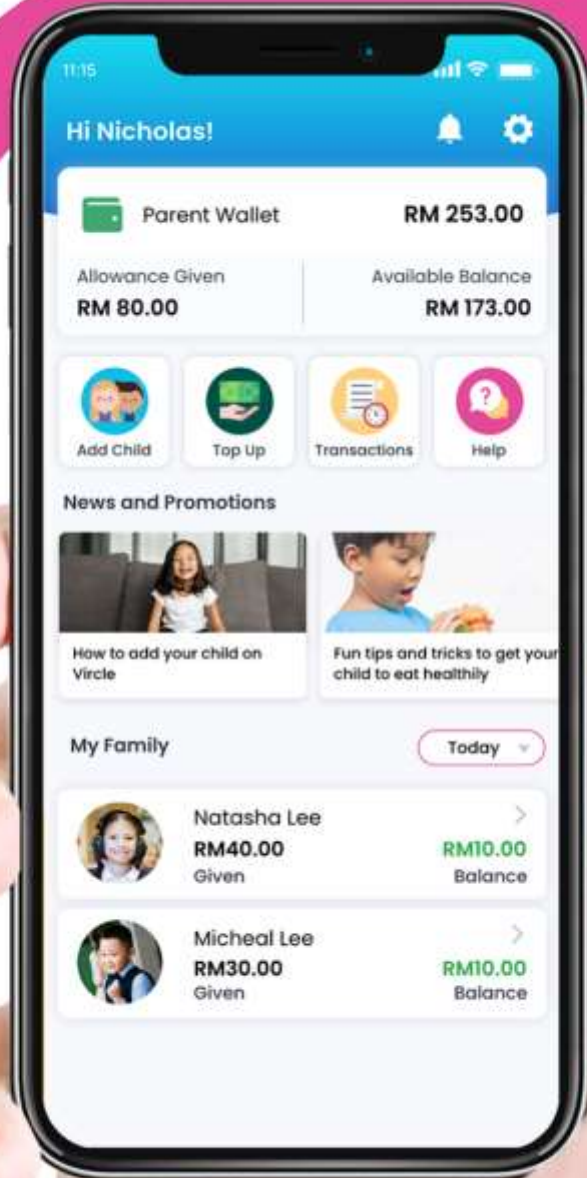 11:15
Hi Nicholas!
Parent Wallet RM 253.00
Allowance Given Available Balance
RM 80.00 RM 173.00
Add Child Top Up Transactions Help
News and Promotions
How to add your child on
Vircle
Fun tips and tricks to get your
child to eat healthily
My Family Today
Natasha Lee
RM40.00 RM10.00
Given Balance
Micheal Lee
RM30.00 RM10.00
Given Balance